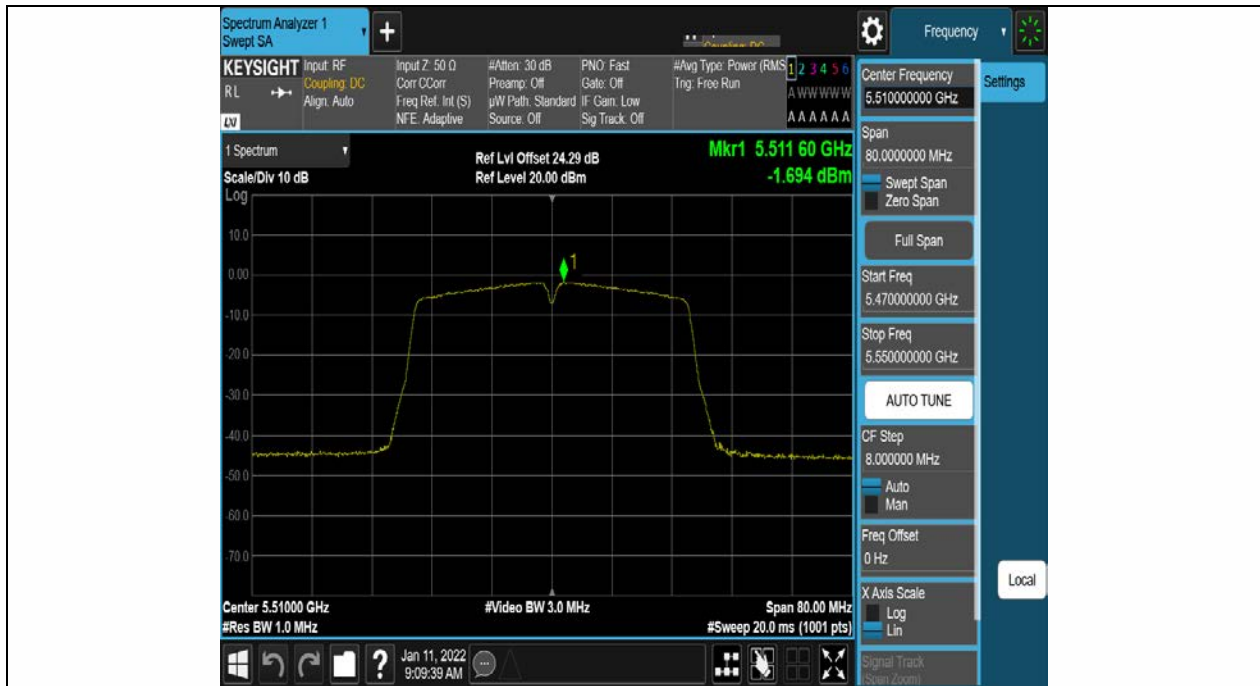 Spectrum Analyzer 1
Swept SA
+
Frequency
KEYSIGHT
RL
LXI
Input: RF
Coupling: DC
Align: Auto
Input Z: 50 Ω
Corr CCorr
Freq Ref: Int (S)
NFE: Adaptive
#Atten: 30 dB
Preamp: Off
µW Path: Standard
Source: Off
PNO: Fast
Gate: Off
IF Gain: Low
Sig Track: Off
#Avg Type: Power (RMS
Trig: Free Run
1 2 3 4 5 6
A W W W W W
A A A A A A
1 Spectrum
Scale/Div 10 dB
Log
Ref Lvl Offset 24.29 dB
Ref Level 20.00 dBm
Mkr1 5.511 60 GHz
-1.694 dBm
1
10.0
0.00
-10.0
-20.0
-30.0
-40.0
-50.0
-60.0
-70.0
Center 5.51000 GHz
#Res BW 1.0 MHz
#Video BW 3.0 MHz
Span 80.00 MHz
#Sweep 20.0 ms (1001 pts)
?
Jan 11, 2022
9:09:39 AM
Center Frequency
5.510000000 GHz
Span
80.0000000 MHz
Swept Span
Zero Span
Full Span
Start Freq
5.470000000 GHz
Stop Freq
5.550000000 GHz
AUTO TUNE
CF Step
8.000000 MHz
Auto
Man
Freq Offset
0 Hz
X Axis Scale
Log
Lin
Signal Track
(Span Zoom)
Settings
Local